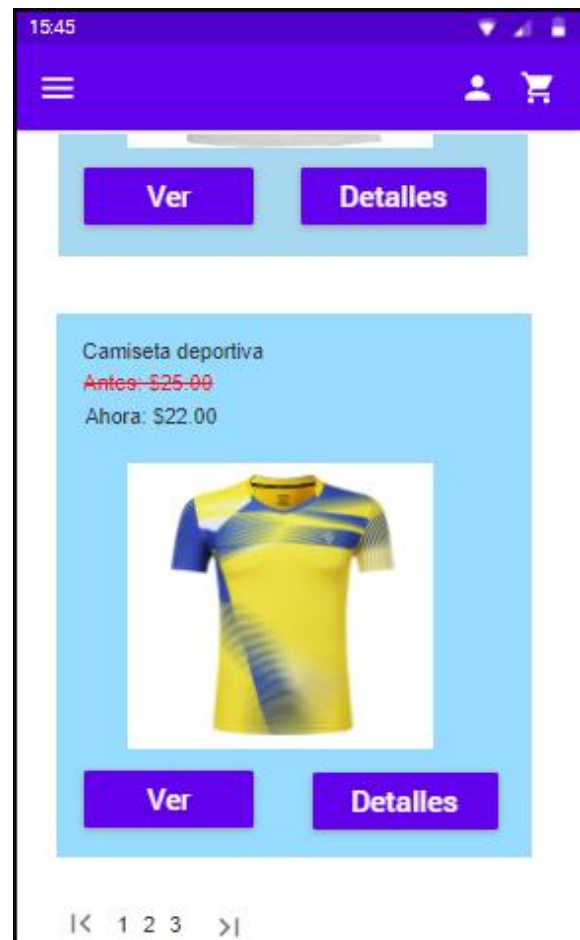 15:45
Ver Detalles
Camiseta deportiva
Antes: $25.00
Ahora: $22.00
Ver Detalles
1 2 3